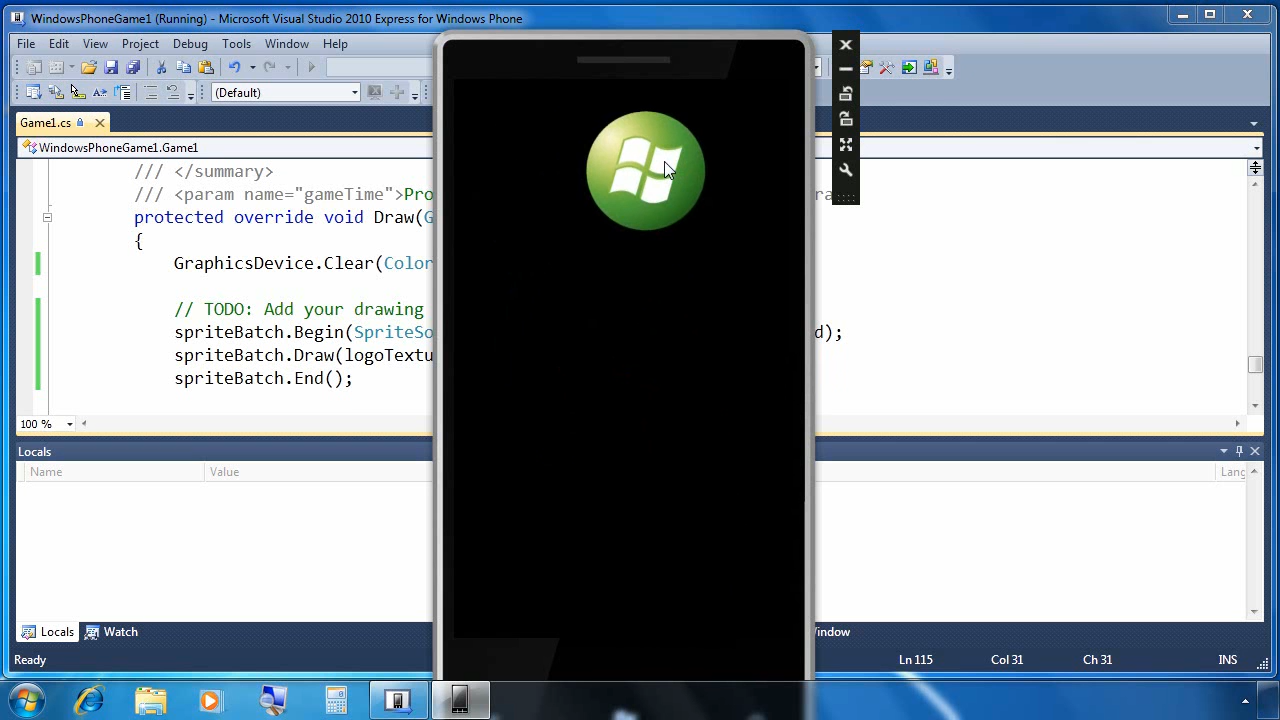 WindowsPhoneGame1 (Running) - Microsoft Visual Studio 2010 Express for Windows Phone
File Edit View Project Debug Tools Window Help
(Default)
Game1.cs
WindowsPhoneGame1.Game1
/// </summary>
/// <param name="gameTime">Pro
protected override void Draw(G
{
GraphicsDevice.Clear(Color
// TODO: Add your drawing
spriteBatch.Begin(SpriteSo d);
spriteBatch.Draw(logoTextu
spriteBatch.End();
100 %
Locals
Name Value Lang
Locals Watch indow
Ready Ln 115 Col 31 Ch 31 INS